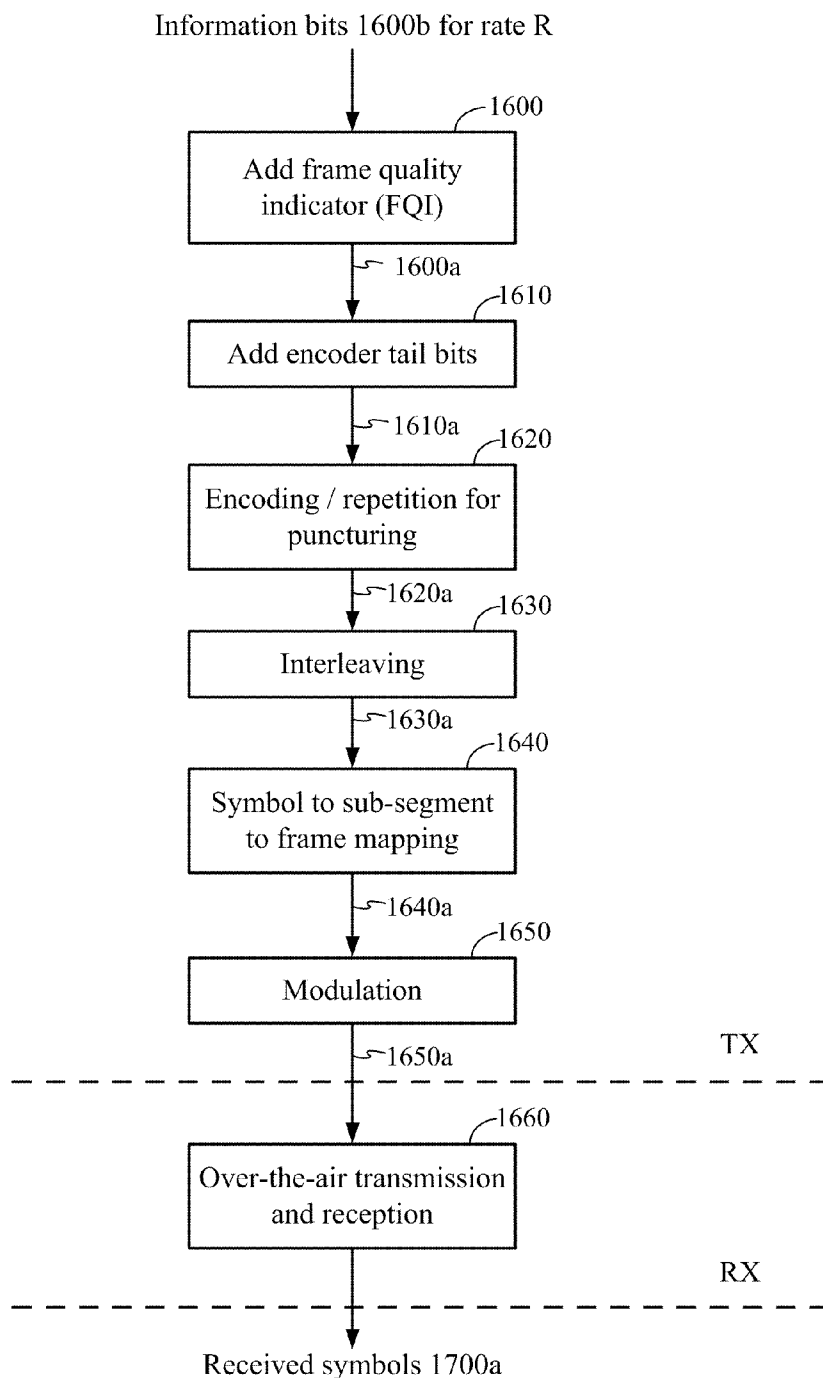 Information bits 1600b for rate R
1600
Add frame quality
indicator (FQI)
1600a
1610
Add encoder tail bits
1610a
1620
Encoding / repetition for
puncturing
1620a
1630
Interleaving
1630a
1640
Symbol to sub-segment
to frame mapping
1640a
1650
Modulation
1650a
TX
1660
Over-the-air transmission
and reception
RX
Received symbols 1700a